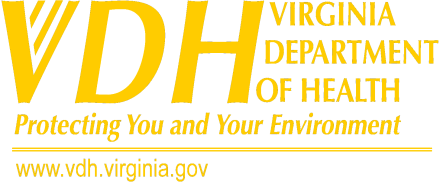 VDH VIRGINIA
DEPARTMENT
OF HEALTH
Protecting You and Your Environment
www.vdh.virginia.gov